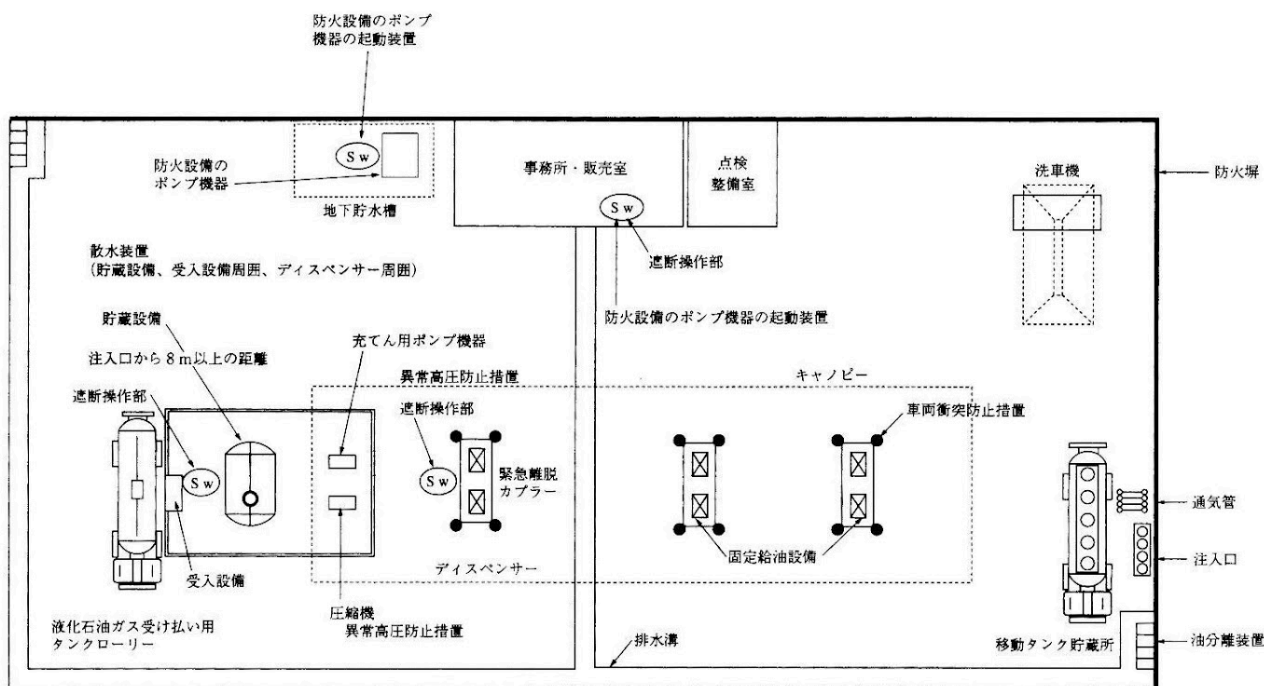 防火設備のポンプ
機器の起動装置
防火設備の
ポンプ機器
Sw
地下貯水槽
事務所・販売室
点検
整備室
洗車機
防火塀
Sw
遮断操作部
散水装置
(貯蔵設備、受入設備周囲、ディスペンサー周囲)
防火設備のポンプ機器の起動装置
貯蔵設備
充てん用ポンプ機器
注入口から8m以上の距離
異常高圧防止措置
キャノピー
遮断操作部
遮断操作部
車両衝突防止措置
Sw
Sw
緊急離脱
カプラー
通気管
固定給油設備
注入口
ディスペンサー
受入設備
圧縮機
異常高圧防止措置
液化石油ガス受け払い用
タンクローリー
排水溝
移動タンク貯蔵所
油分離装置